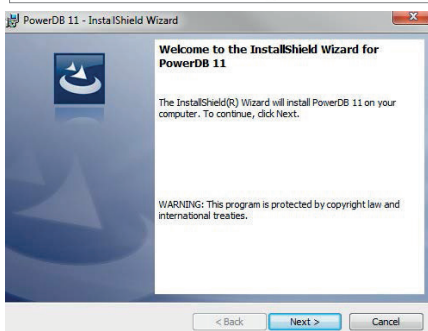 PowerDB 11 - InstallShield Wizard
Welcome to the InstallShield Wizard for
PowerDB 11
The InstallShield(R) Wizard will install PowerDB 11 on your
computer. To continue, click Next.
WARNING: This program is protected by copyright law and
international treaties.
< Back
Next >
Cancel